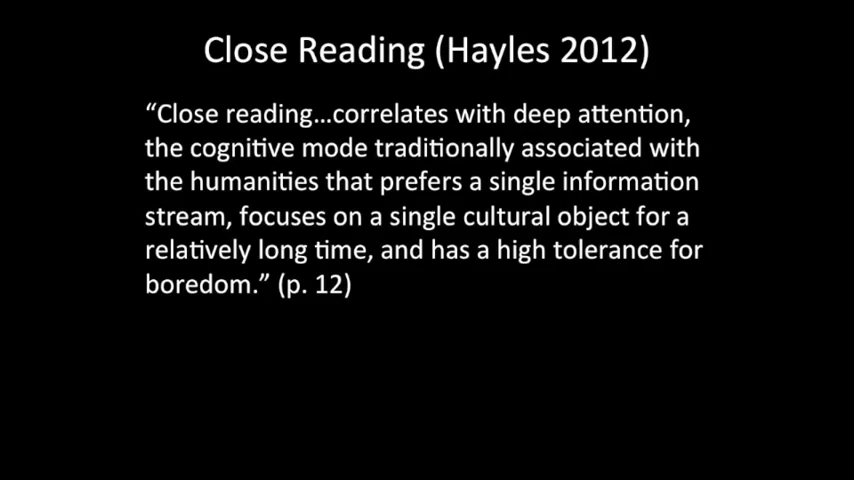 Close Reading (Hayles 2012)
“Close reading…correlates with deep attention,
the cognitive mode traditionally associated with
the humanities that prefers a single information
stream, focuses on a single cultural object for a
relatively long time, and has a high tolerance for
boredom.” (p. 12)